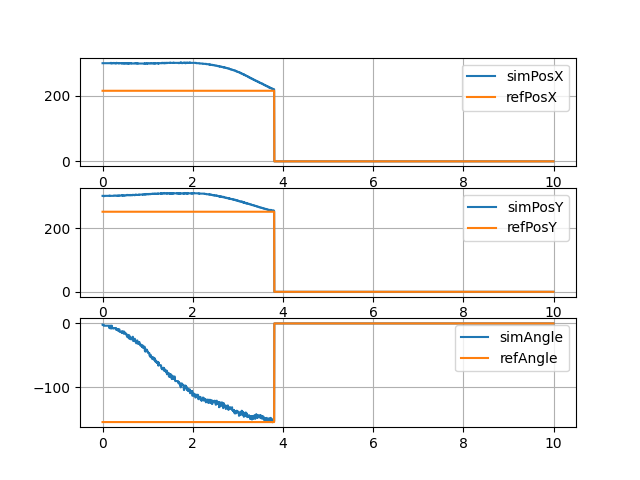 200
0
simPosX
refPosX
0 2 4 6 8 10
200
0
simPosY
refPosY
0 2 4 6 8 10
0
−100
simAngle
refAngle
0 2 4 6 8 10